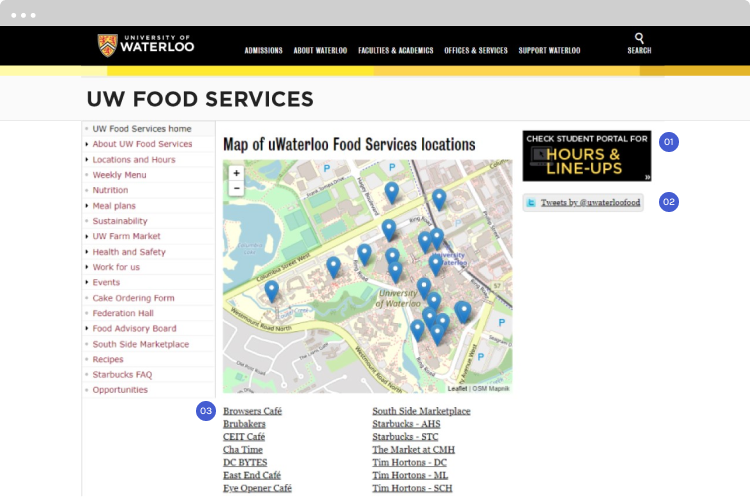 UNIVERSITY OF
WATERLOO
ADMISSIONS ABOUT WATERLOO FACULTIES & ACADEMICS OFFICES & SERVICES SUPPORT WATERLOO SEARCH
UW FOOD SERVICES
UW Food Services home
About UW Food Services
Locations and Hours
Weekly Menu
Nutrition
Meal plans
Sustainability
UW Farm Market
Health and Safety
Work for us
Events
Cake Ordering Form
Federation Hall
Food Advisory Board
South Side Marketplace
Recipes
Starbucks FAQ
Opportunities
Map of uWaterloo Food Services locations
+
−
P
P
P
P
P
Columbia Street West
Ring Road
University
of Waterloo
Westmount Road North
Westmount Road North
Ring Road
57
Leaflet | OSM Mapnik
CHECK STUDENT PORTAL FOR
HOURS &
LINE-UPS
»
01
Tweets by @uwaterloofood
02
03
Browsers Café
Brubakers
CEIT Café
Cha Time
DC BYTES
East End Café
Eye Opener Café
South Side Marketplace
Starbucks - AHS
Starbucks - STC
The Market at CMH
Tim Hortons - DC
Tim Hortons - ML
Tim Hortons - SCH